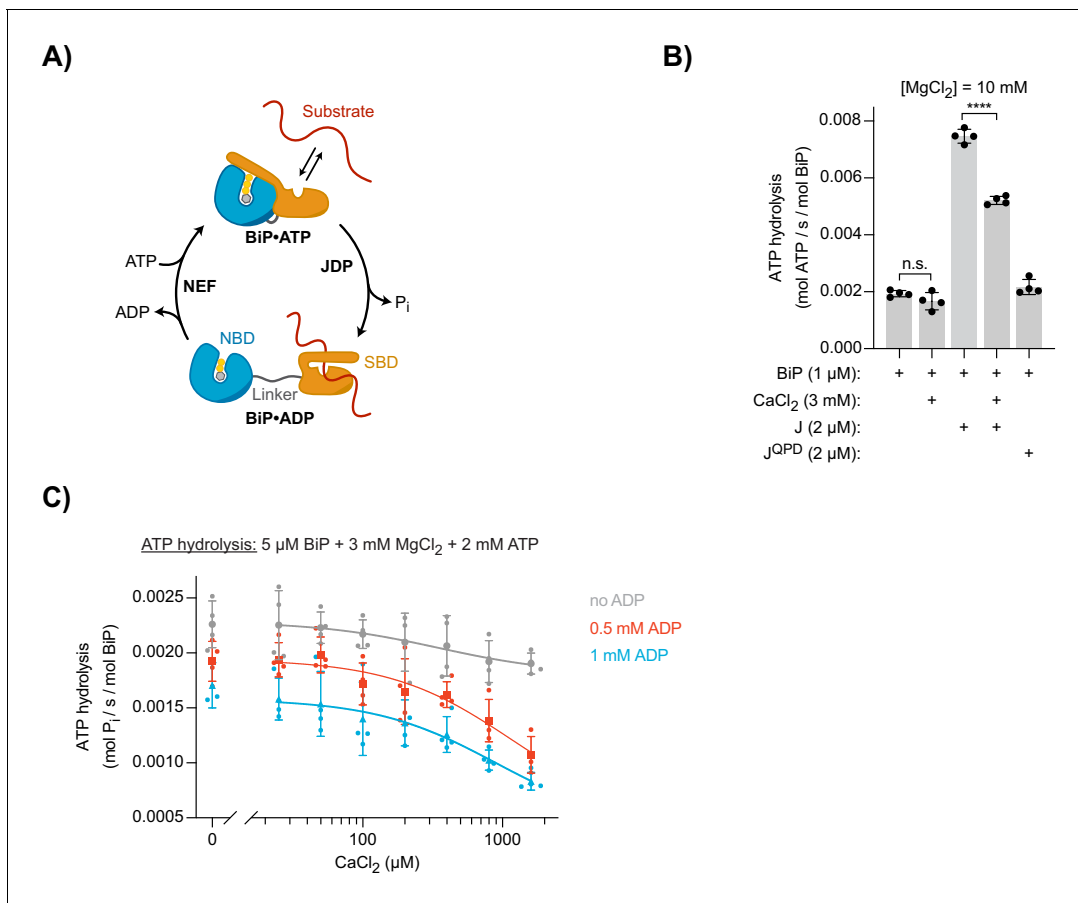 A)
Substrate
BiP•ATP
ATP
NEF
JDP
ADP
Pi
NBD
SBD
Linker
BiP•ADP
B)
[MgCl2] = 10 mM
****
n.s.
0.008
0.006
0.004
0.002
0.000
ATP hydrolysis
(mol ATP / s / mol BiP)
BiP (1 µM): + + + + +
CaCl2 (3 mM): + +
J (2 µM): + +
J^QPD (2 µM): +
C)
ATP hydrolysis: 5 µM BiP + 3 mM MgCl2 + 2 mM ATP
0.0025
0.0020
0.0015
0.0010
0.0005
ATP hydrolysis
(mol Pi / s / mol BiP)
no ADP
0.5 mM ADP
1 mM ADP
0 100 1000
CaCl2 (µM)